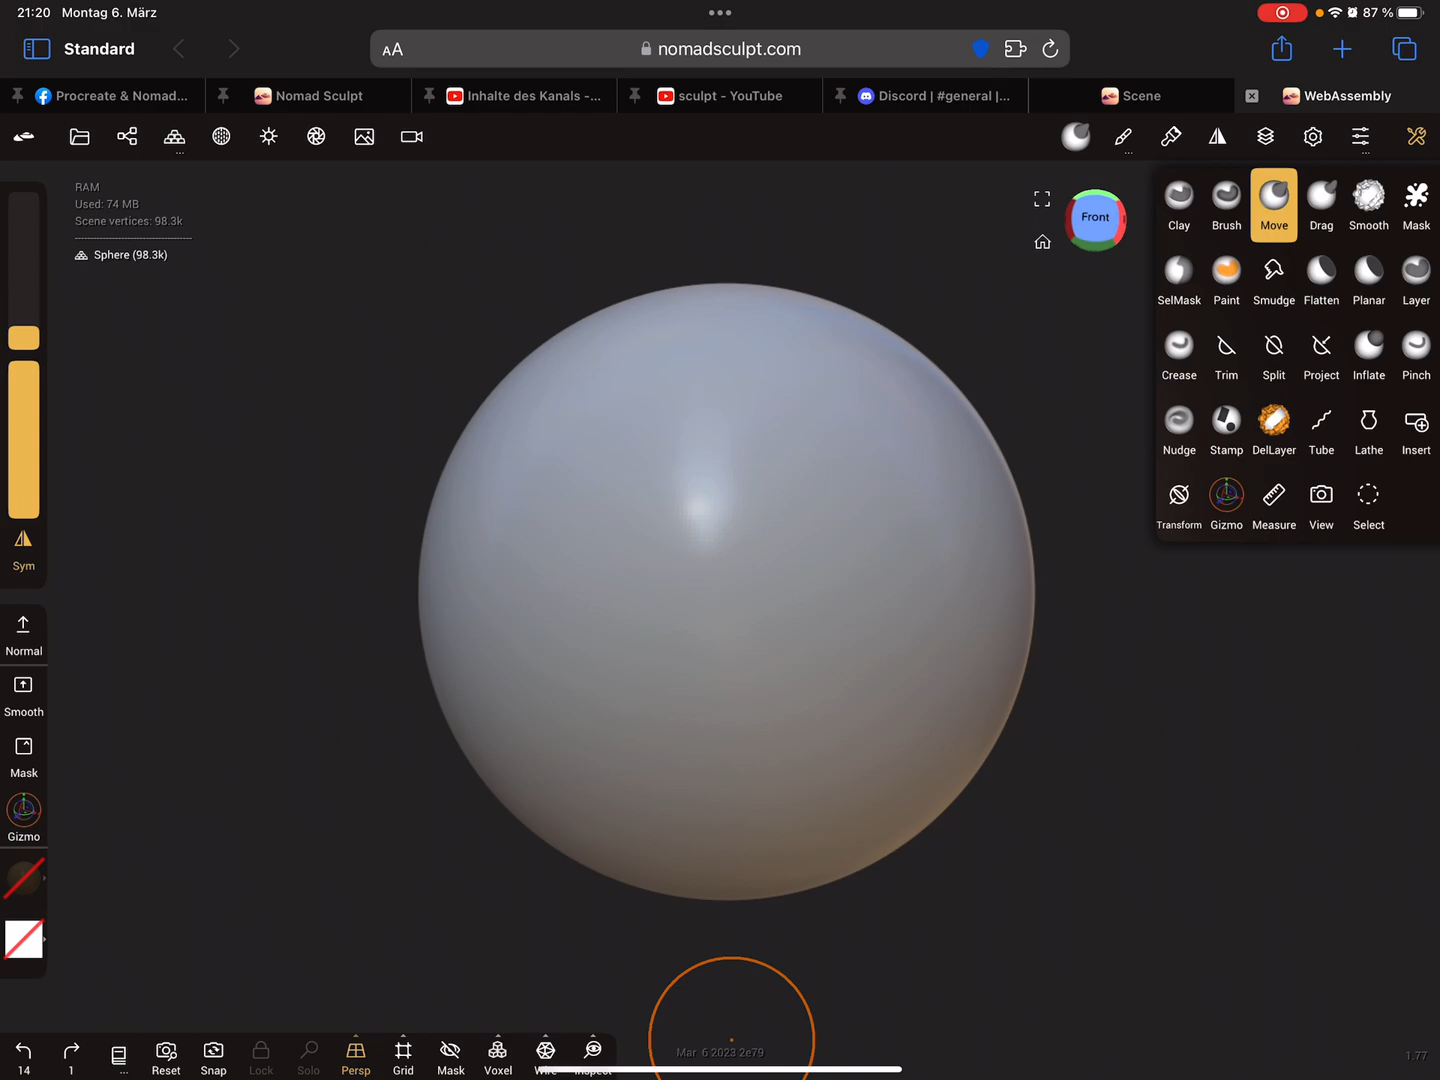 21:20 Montag 6. März
87 %
Standard
AA
nomadsculpt.com
Procreate & Nomad...
Nomad Sculpt
Inhalte des Kanals -...
sculpt - YouTube
Discord | #general |...
Scene
WebAssembly
RAM
Used: 74 MB
Scene vertices: 98.3k
Sphere (98.3k)
Front
Clay Brush Move Drag Smooth Mask
SelMask Paint Smudge Flatten Planar Layer
Crease Trim Split Project Inflate Pinch
Nudge Stamp DelLayer Tube Lathe Insert
Transform Gizmo Measure View Select
Sym
Normal
Smooth
Mask
Gizmo
14 1 ... Reset Snap Lock Solo Persp Grid Mask Voxel Wire Inspect
Mar 6 2023 2e79
1.77